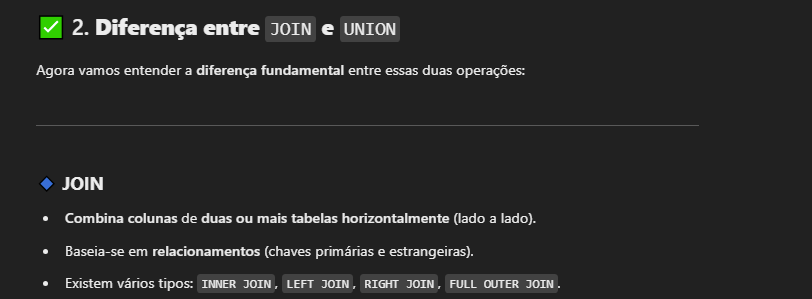 ✅ 2. Diferença entre JOIN e UNION
Agora vamos entender a diferença fundamental entre essas duas operações:
🔷 JOIN
• Combina colunas de duas ou mais tabelas horizontalmente (lado a lado).
• Baseia-se em relacionamentos (chaves primárias e estrangeiras).
• Existem vários tipos: INNER JOIN, LEFT JOIN, RIGHT JOIN, FULL OUTER JOIN.